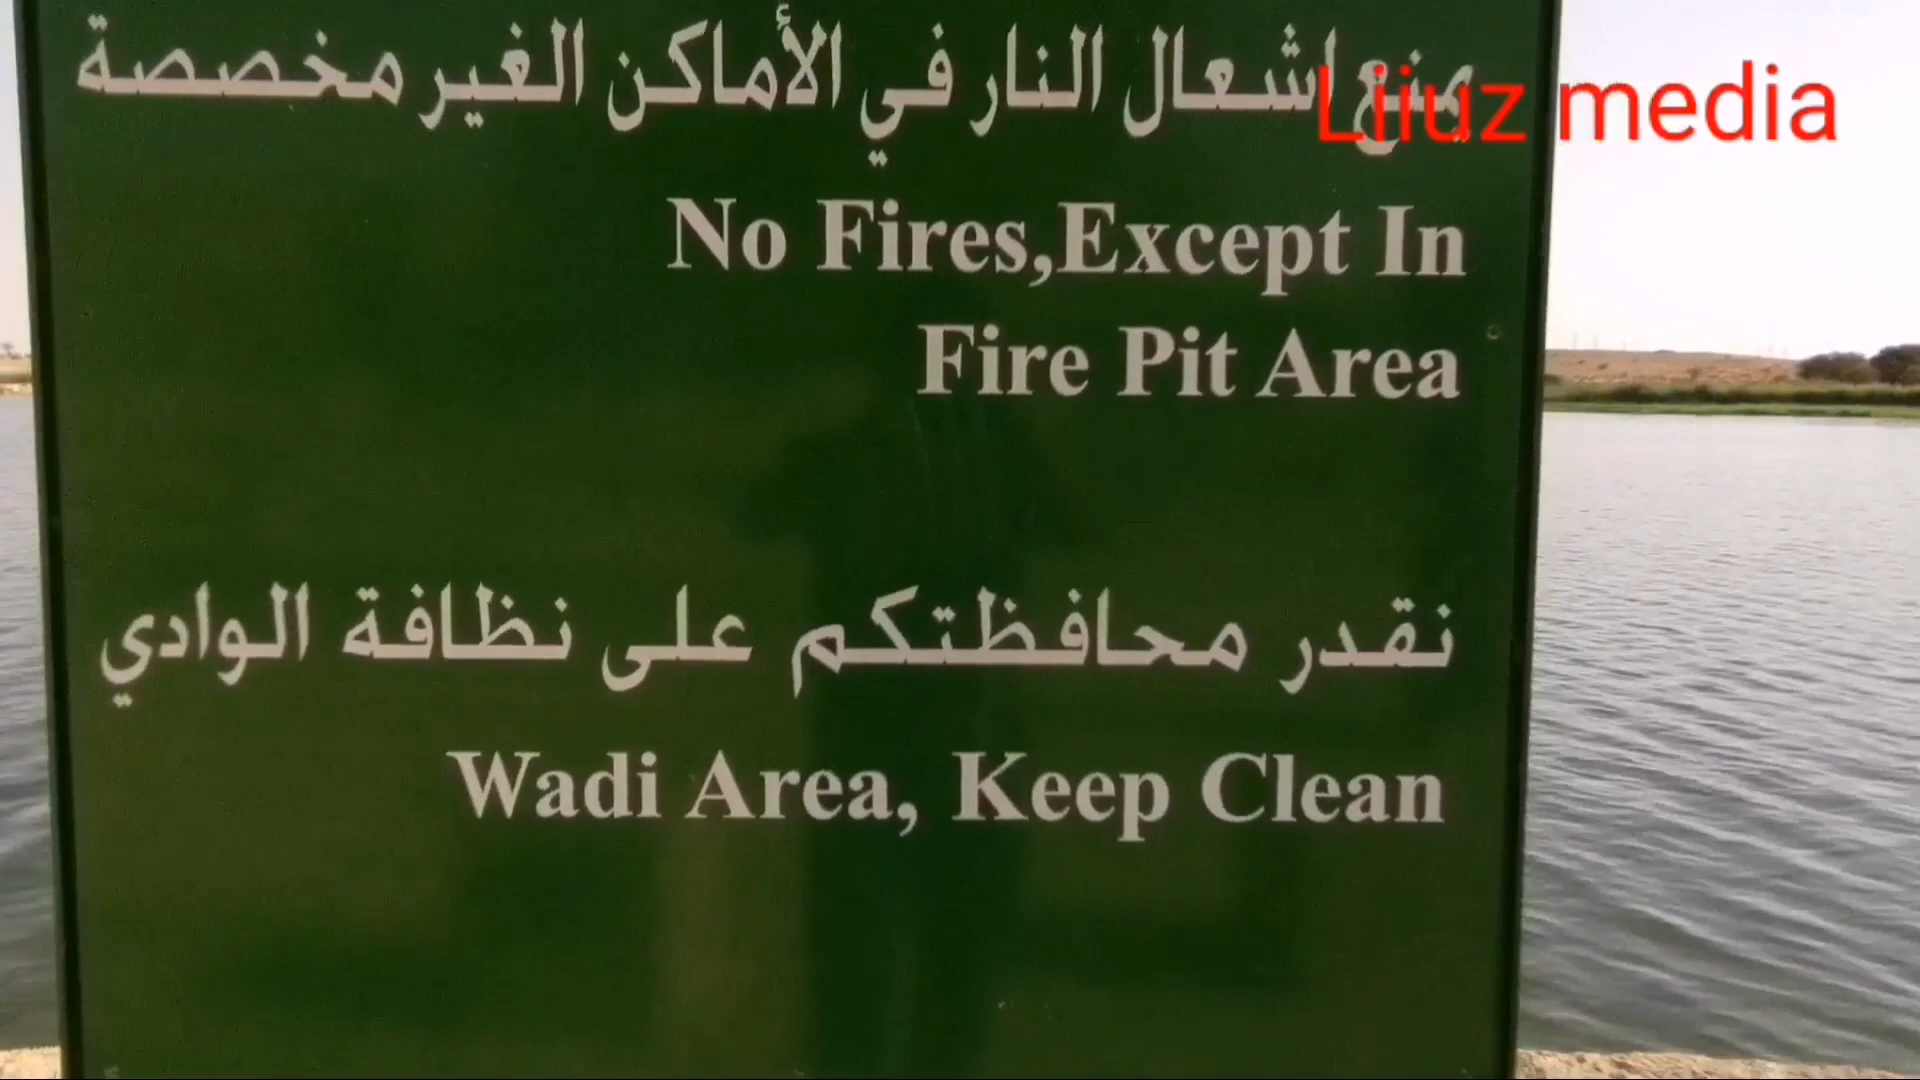 يمنع اشعال النار في الأماكن الغير مخصصة
Liiuz media
No Fires,Except In
Fire Pit Area
نقدر محافظتكم على نظافة الوادي
Wadi Area, Keep Clean